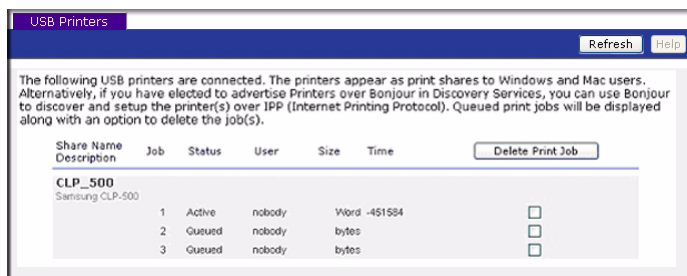 USB Printers
Refresh Help
The following USB printers are connected. The printers appear as print shares to Windows and Mac users.
Alternatively, if you have elected to advertise Printers over Bonjour in Discovery Services, you can use Bonjour
to discover and setup the printer(s) over IPP (Internet Printing Protocol). Queued print jobs will be displayed
along with an option to delete the job(s).
Share Name
Description Job Status User Size Time Delete Print Job
CLP_500
Samsung CLP-500
1 Active nobody Word -451584
2 Queued nobody bytes
3 Queued nobody bytes